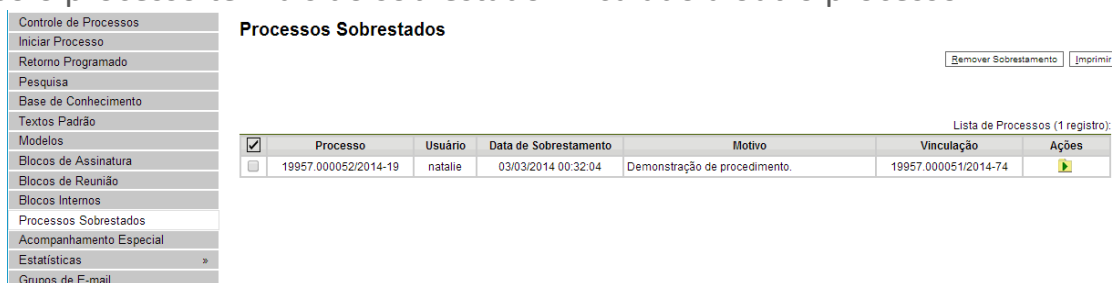 Controle de Processos
Iniciar Processo
Retorno Programado
Pesquisa
Base de Conhecimento
Textos Padrão
Modelos
Blocos de Assinatura
Blocos de Reunião
Blocos Internos
Processos Sobrestados
Acompanhamento Especial
Estatísticas »
Grupos de E-mail
Processos Sobrestados
Remover Sobrestamento Imprimir
Lista de Processos (1 registro):
Processo Usuário Data de Sobrestamento Motivo Vinculação Ações
19957.000052/2014-19 natalie 03/03/2014 00:32:04 Demonstração de procedimento. 19957.000051/2014-74